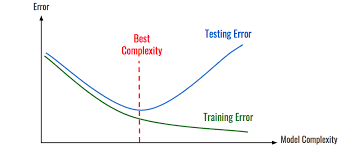 Error
Testing Error
Best
Complexity
Training Error
Model Complexity